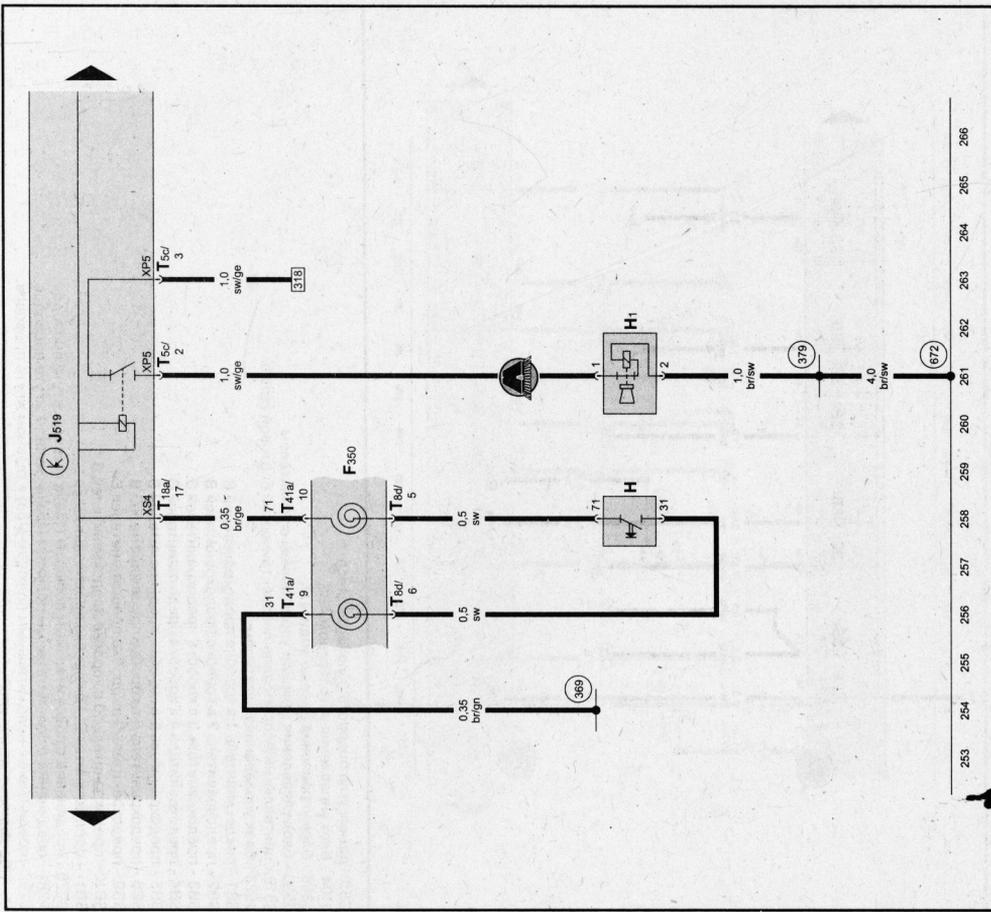 K J519
XS4
T18a/
17
XP5
T5c/
2
XP5
T5c/
3
0,35
br/ge
1,0
sw/ge
1,0
sw/ge
318
31
T41a/
9
71
T41a/
10
F350
T8d/
6
T8d/
5
0,5
sw
0,5
sw
A
71
H
31
1
H1
2
0,35
br/gn
369
1,0
br/sw
379
4,0
br/sw
672
253 254 255 256 257 258 259 260 261 262 263 264 265 266